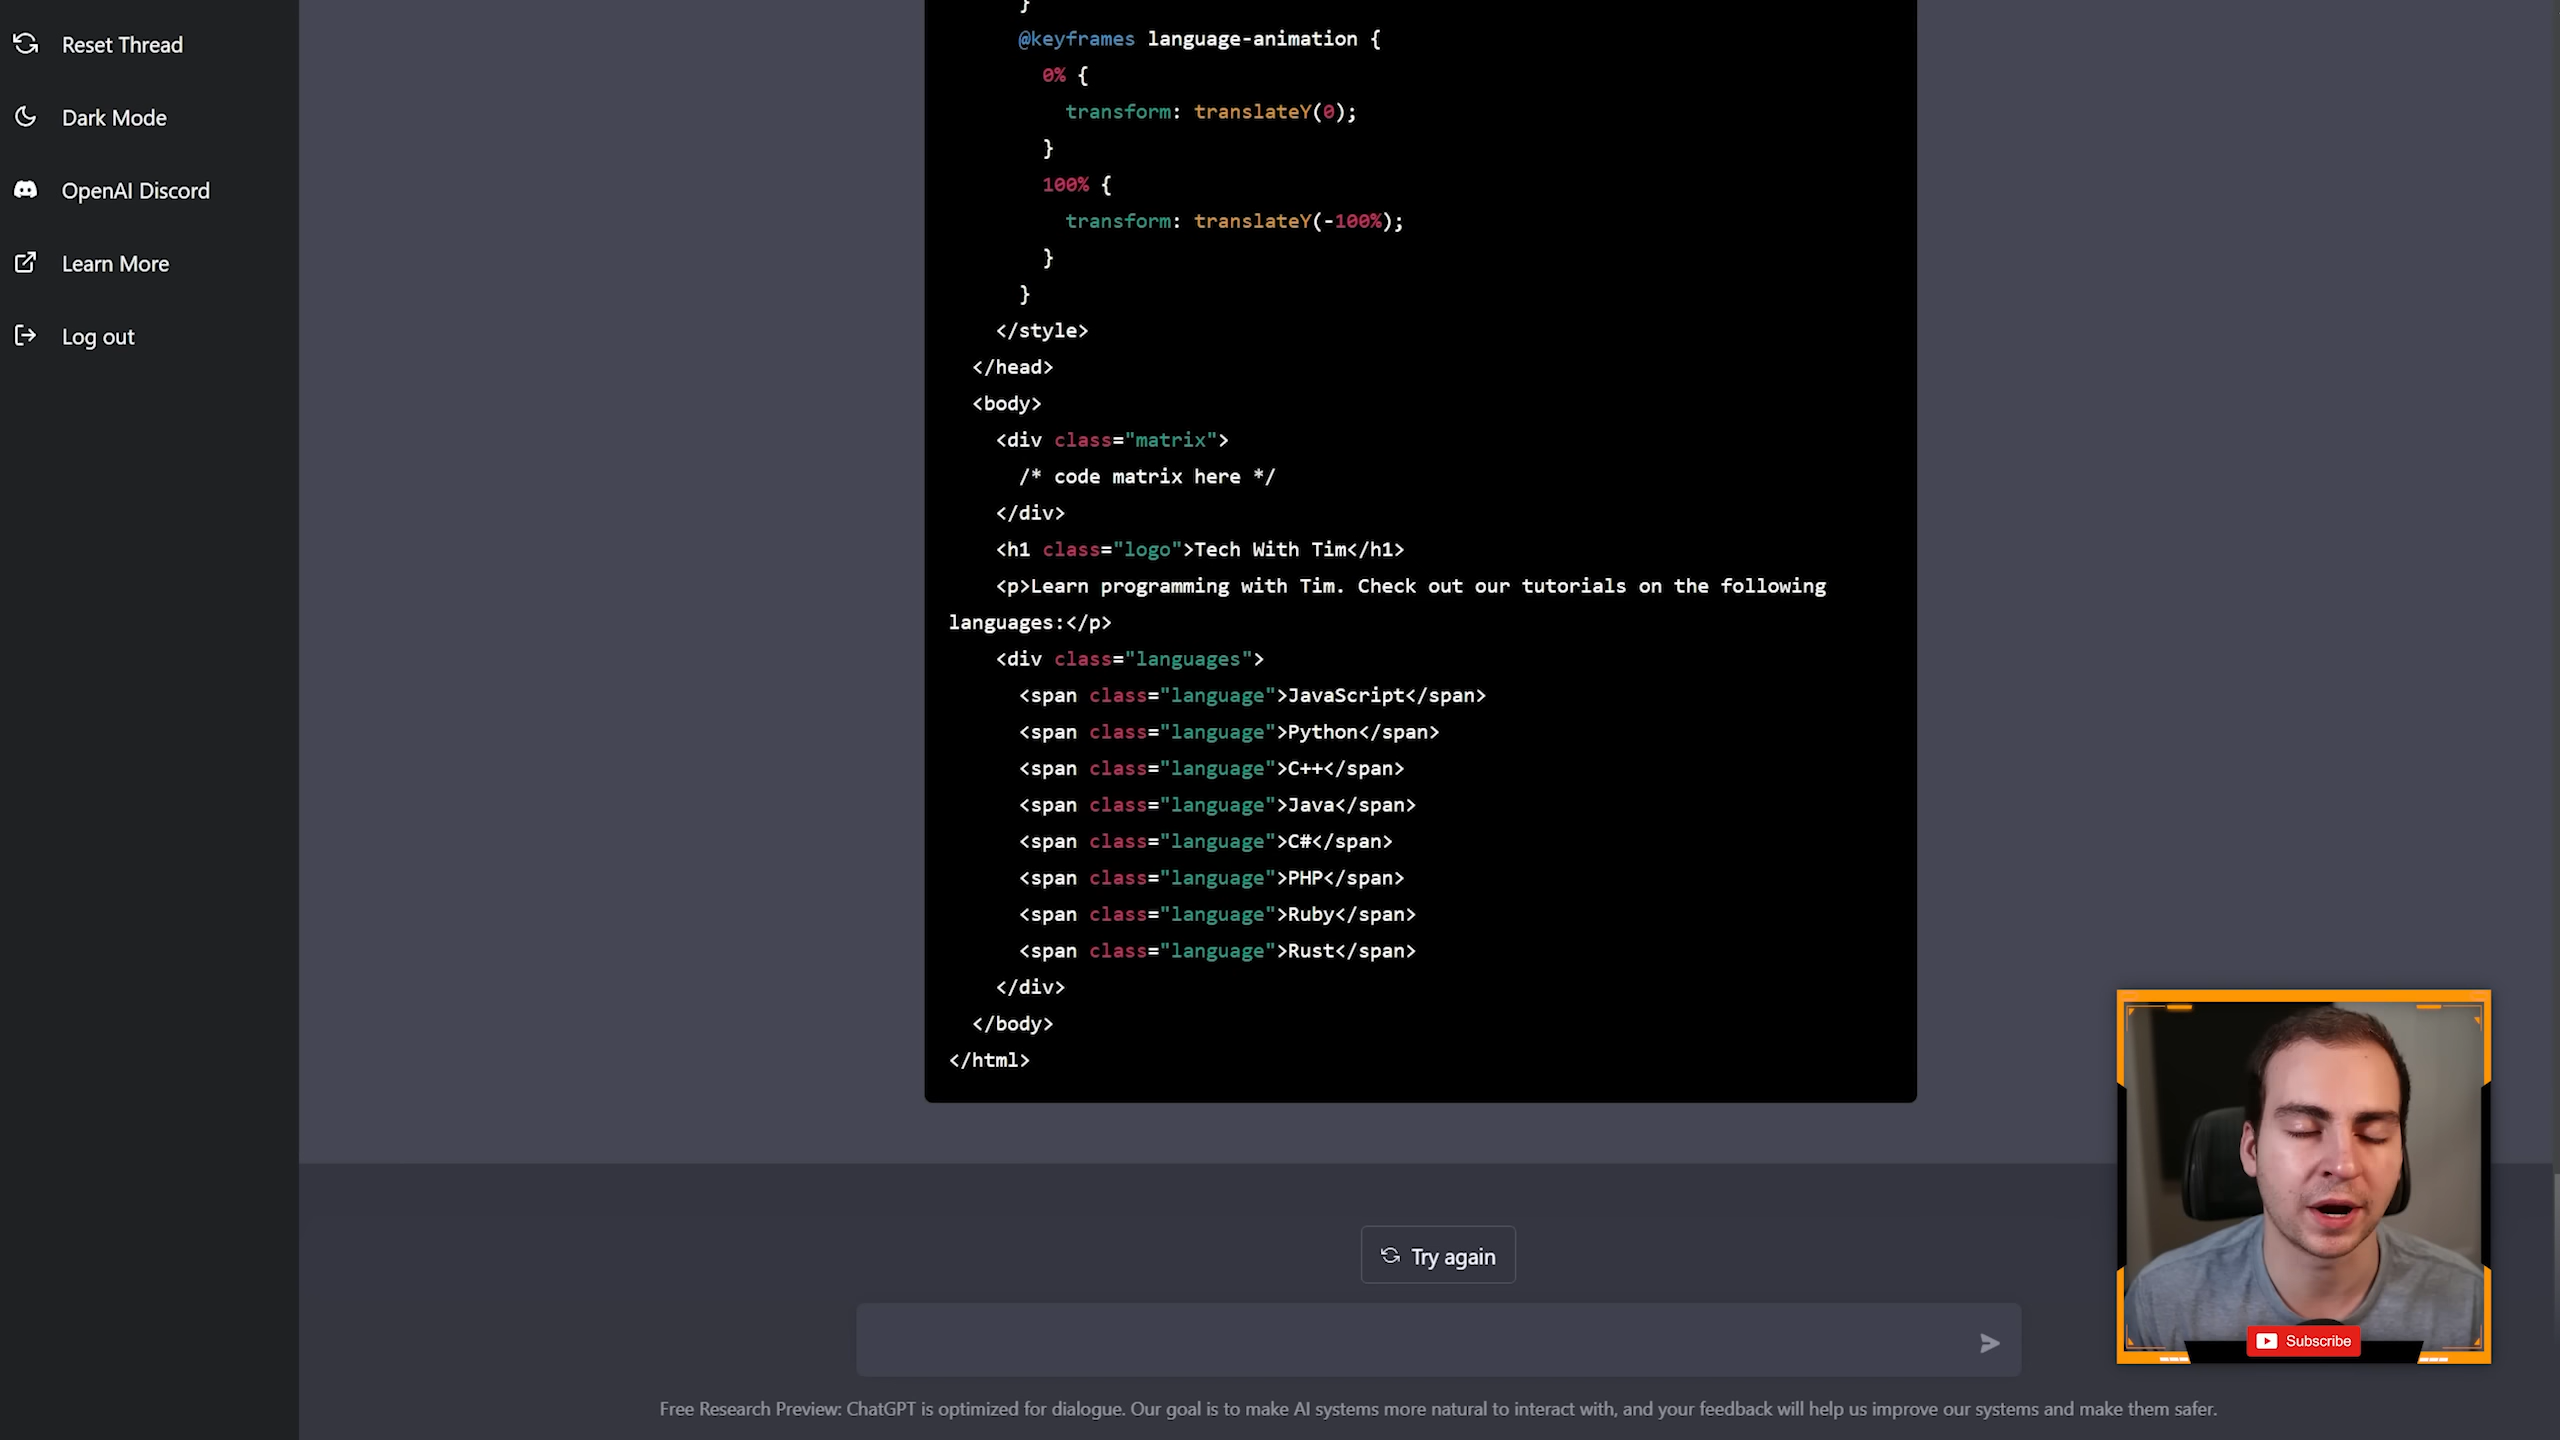 Reset Thread
Dark Mode
OpenAI Discord
Learn More
Log out
}
@keyframes language-animation {
0% {
transform: translateY(0);
}
100% {
transform: translateY(-100%);
}
}
</style>
</head>
<body>
<div class="matrix">
/* code matrix here */
</div>
<h1 class="logo">Tech With Tim</h1>
<p>Learn programming with Tim. Check out our tutorials on the following
languages:</p>
<div class="languages">
<span class="language">JavaScript</span>
<span class="language">Python</span>
<span class="language">C++</span>
<span class="language">Java</span>
<span class="language">C#</span>
<span class="language">PHP</span>
<span class="language">Ruby</span>
<span class="language">Rust</span>
</div>
</body>
</html>
Try again
Subscribe
Free Research Preview: ChatGPT is optimized for dialogue. Our goal is to make AI systems more natural to interact with, and your feedback will help us improve our systems and make them safer.